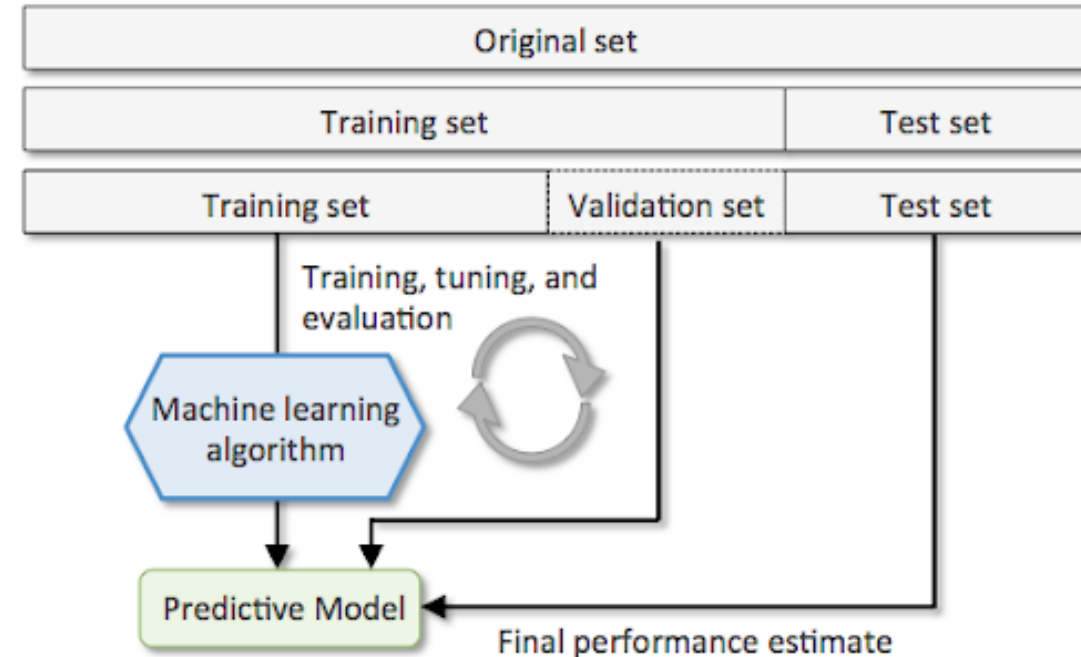 Original set
Training set
Test set
Training set
Validation set
Test set
Training, tuning, and
evaluation
Machine learning
algorithm
Predictive Model
Final performance estimate